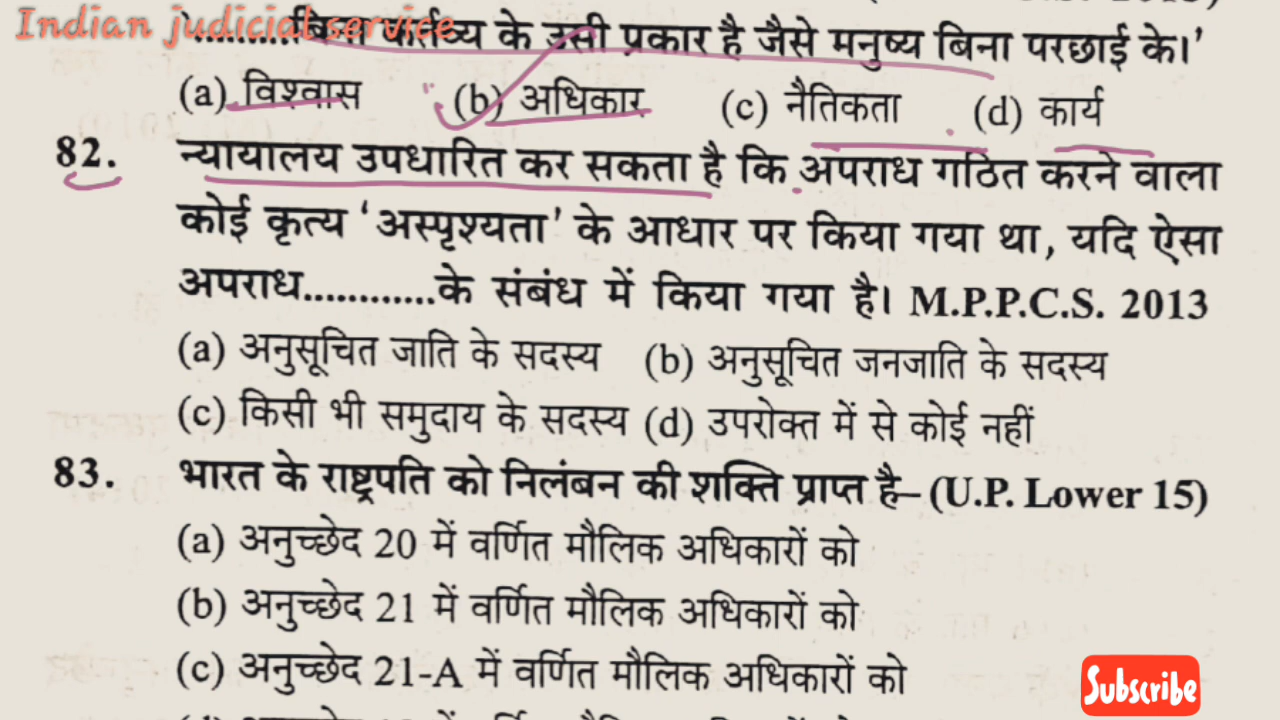 Indian judicial service
2013)
'..........बिना कर्तव्य के उसी प्रकार है जैसे मनुष्य बिना परछाई के।'
(a) विश्वास (b) अधिकार (c) नैतिकता (d) कार्य
82. न्यायालय उपधारित कर सकता है कि अपराध गठित करने वाला
कोई कृत्य 'अस्पृश्यता' के आधार पर किया गया था, यदि ऐसा
अपराध............के संबंध में किया गया है। M.P.P.C.S. 2013
(a) अनुसूचित जाति के सदस्य (b) अनुसूचित जनजाति के सदस्य
(c) किसी भी समुदाय के सदस्य (d) उपरोक्त में से कोई नहीं
83. भारत के राष्ट्रपति को निलंबन की शक्ति प्राप्त है– (U.P. Lower 15)
(a) अनुच्छेद 20 में वर्णित मौलिक अधिकारों को
(b) अनुच्छेद 21 में वर्णित मौलिक अधिकारों को
(c) अनुच्छेद 21-A में वर्णित मौलिक अधिकारों को
Subscribe